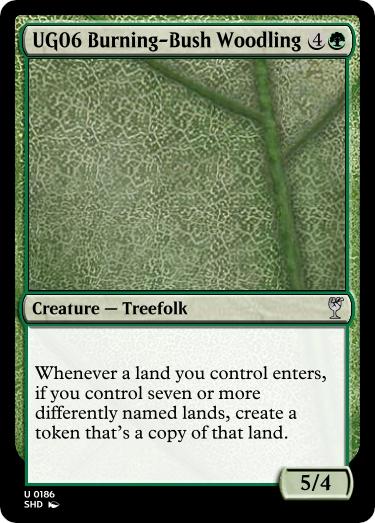 UG06 Burning-Bush Woodling 4
Creature — Treefolk
Whenever a land you control enters,
if you control seven or more
differently named lands, create a
token that's a copy of that land.
5/4
U 0186
SHD